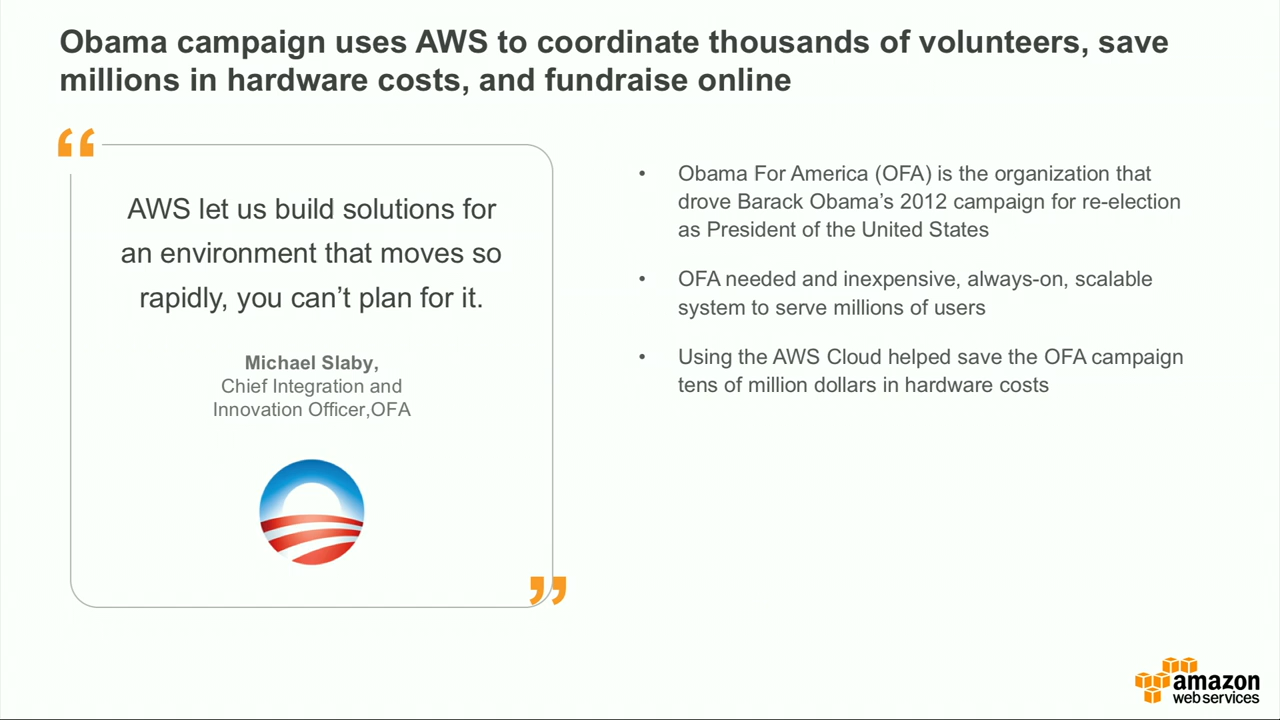 Obama campaign uses AWS to coordinate thousands of volunteers, save
millions in hardware costs, and fundraise online
“
AWS let us build solutions for
an environment that moves so
rapidly, you can’t plan for it.
Michael Slaby,
Chief Integration and
Innovation Officer,OFA
”
• Obama For America (OFA) is the organization that
drove Barack Obama’s 2012 campaign for re-election
as President of the United States
• OFA needed and inexpensive, always-on, scalable
system to serve millions of users
• Using the AWS Cloud helped save the OFA campaign
tens of million dollars in hardware costs
amazon
web services